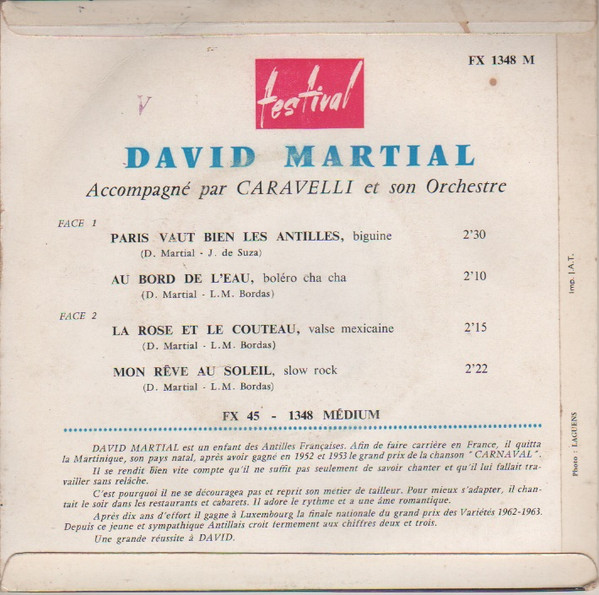 FX 1348 M
festival
V
DAVID MARTIAL
Accompagné par CARAVELLI et son Orchestre
FACE 1
PARIS VAUT BIEN LES ANTILLES, biguine 2'30
(D. Martial - J. de Suza)
AU BORD DE L'EAU, boléro cha cha 2'10
(D. Martial - L.M. Bordas)
FACE 2
LA ROSE ET LE COUTEAU, valse mexicaine 2'15
(D. Martial - L.M. Bordas)
MON RÊVE AU SOLEIL, slow rock 2'22
(D. Martial - L.M. Bordas)
FX 45 - 1348 MÉDIUM
DAVID MARTIAL est un enfant des Antilles Françaises. Afin de faire carrière en France, il quitta
la Martinique, son pays natal, après avoir gagné en 1952 et 1953 le grand prix de la chanson "CARNAVAL".
Il se rendit bien vite compte qu'il ne suffit pas seulement de savoir chanter et qu'il lui fallait tra-
vailler sans relâche.
C'est pourquoi il ne se découragea pas et reprit son métier de tailleur. Pour mieux s'adapter, il chan-
tait le soir dans les restaurants et cabarets. Il adore le rythme et a une âme romantique.
Après dix ans d'effort il gagne à Luxembourg la finale nationale du grand prix des Variétés 1962-1963.
Depuis ce jeune et sympathique Antillais croit fermement aux chiffres deux et trois.
Une grande réussite à DAVID.
Imp. J.A.T.
Photo : LAGUENS